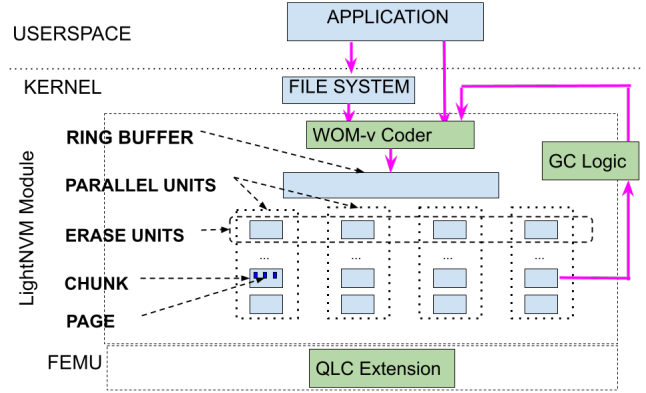 APPLICATION
USERSPACE
KERNEL
FILE SYSTEM
WOM-v Coder
RING BUFFER
GC Logic
PARALLEL UNITS
LightNVM Module
ERASE UNITS
...
...
...
...
CHUNK
PAGE
FEMU
QLC Extension